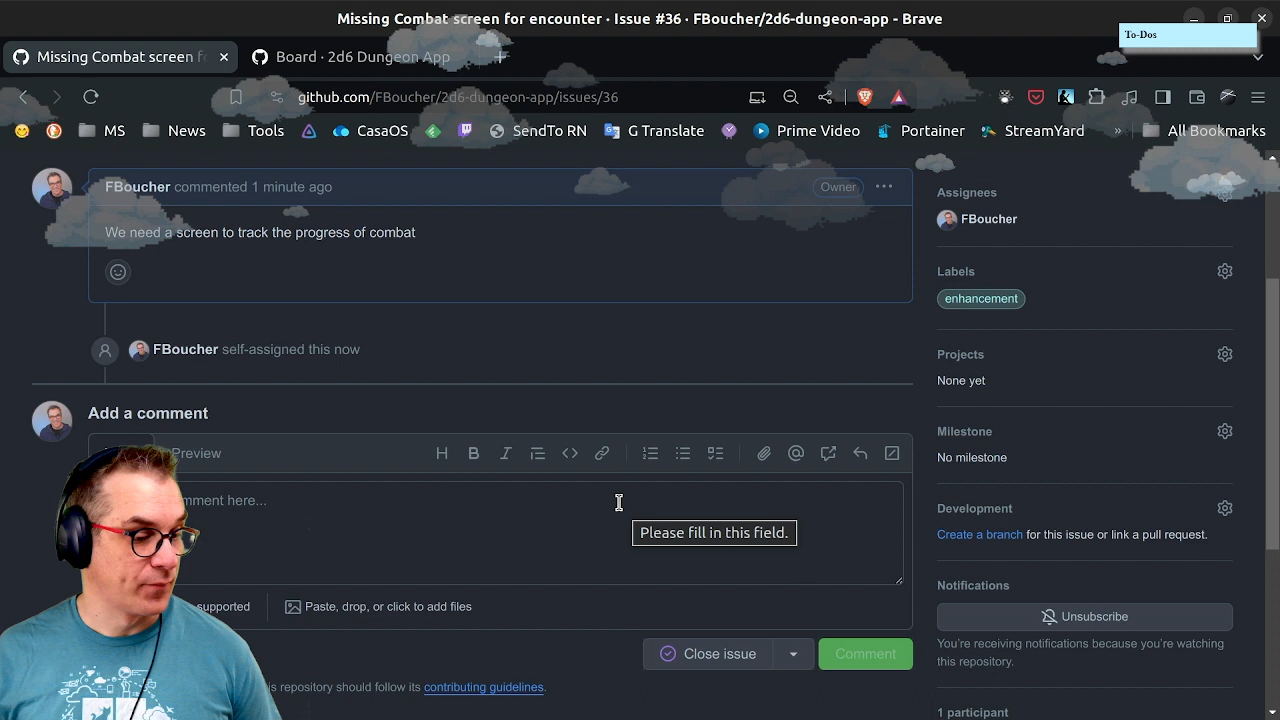 Missing Combat screen for encounter · Issue #36 · FBoucher/2d6-dungeon-app - Brave
To-Dos
Missing Combat screen fo
Board · 2d6 Dungeon App
github.com/FBoucher/2d6-dungeon-app/issues/36
MS
News
Tools
CasaOS
SendTo RN
G Translate
Prime Video
Portainer
StreamYard
»
All Bookmarks
FBoucher commented 1 minute ago
Owner
We need a screen to track the progress of combat
FBoucher self-assigned this now
Add a comment
Preview
mment here...
Please fill in this field.
supported
Paste, drop, or click to add files
Close issue
Comment
is repository should follow its contributing guidelines.
Assignees
FBoucher
Labels
enhancement
Projects
None yet
Milestone
No milestone
Development
Create a branch for this issue or link a pull request.
Notifications
Unsubscribe
You're receiving notifications because you're watching
this repository.
1 participant